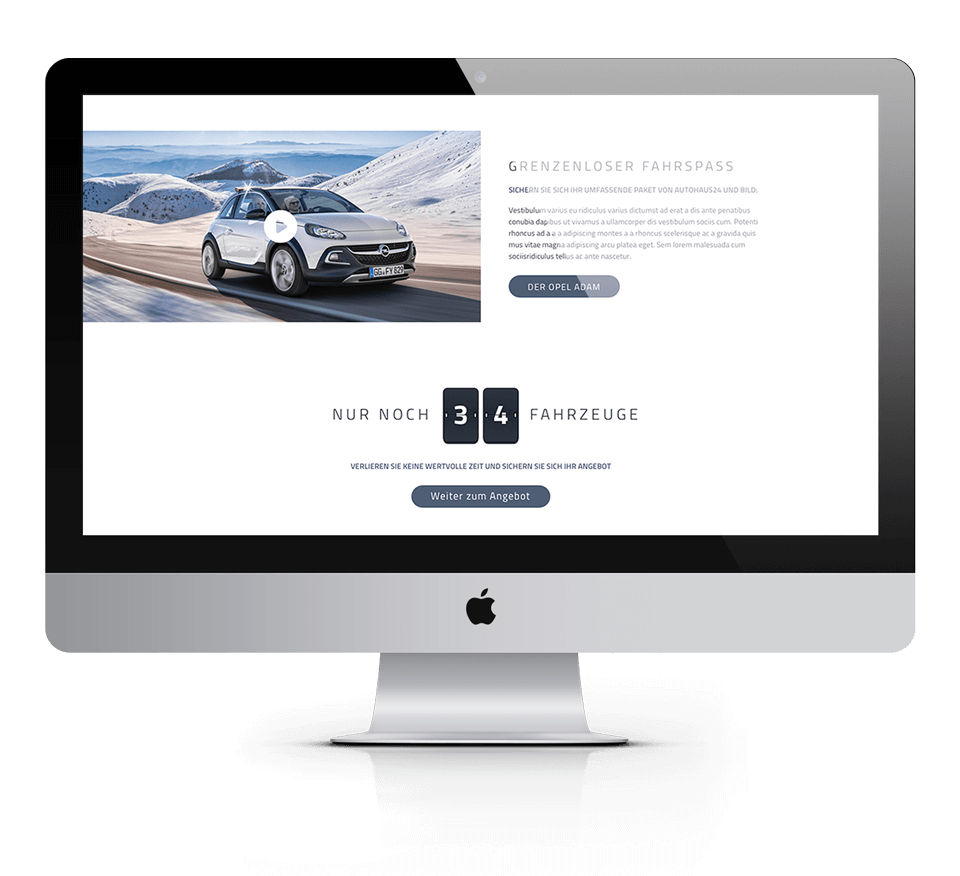 GRENZENLOSER FAHRSPASS
SICHERN SIE SICH IHR UMFASSENDE PAKET VON AUTOHAUS24 UND BILD:
Vestibulum varius eu ridiculus varius dictumst ad erat a dis ante penatibus
conubia dapibus ut vivamus a ullamcorper dis vestibulum sociis cum. Potenti
rhoncus ad a a a adipiscing montes a a rhoncus scelerisque ac a gravida quis
mus vitae magna adipiscing arcu platea eget. Sem lorem malesuada cum
sociisridiculus tellus ac ante nascetur.
GG FY 829
DER OPEL ADAM
NUR NOCH 34 FAHRZEUGE
VERLIEREN SIE KEINE WERTVOLLE ZEIT UND SICHERN SIE SICH IHR ANGEBOT
Weiter zum Angebot